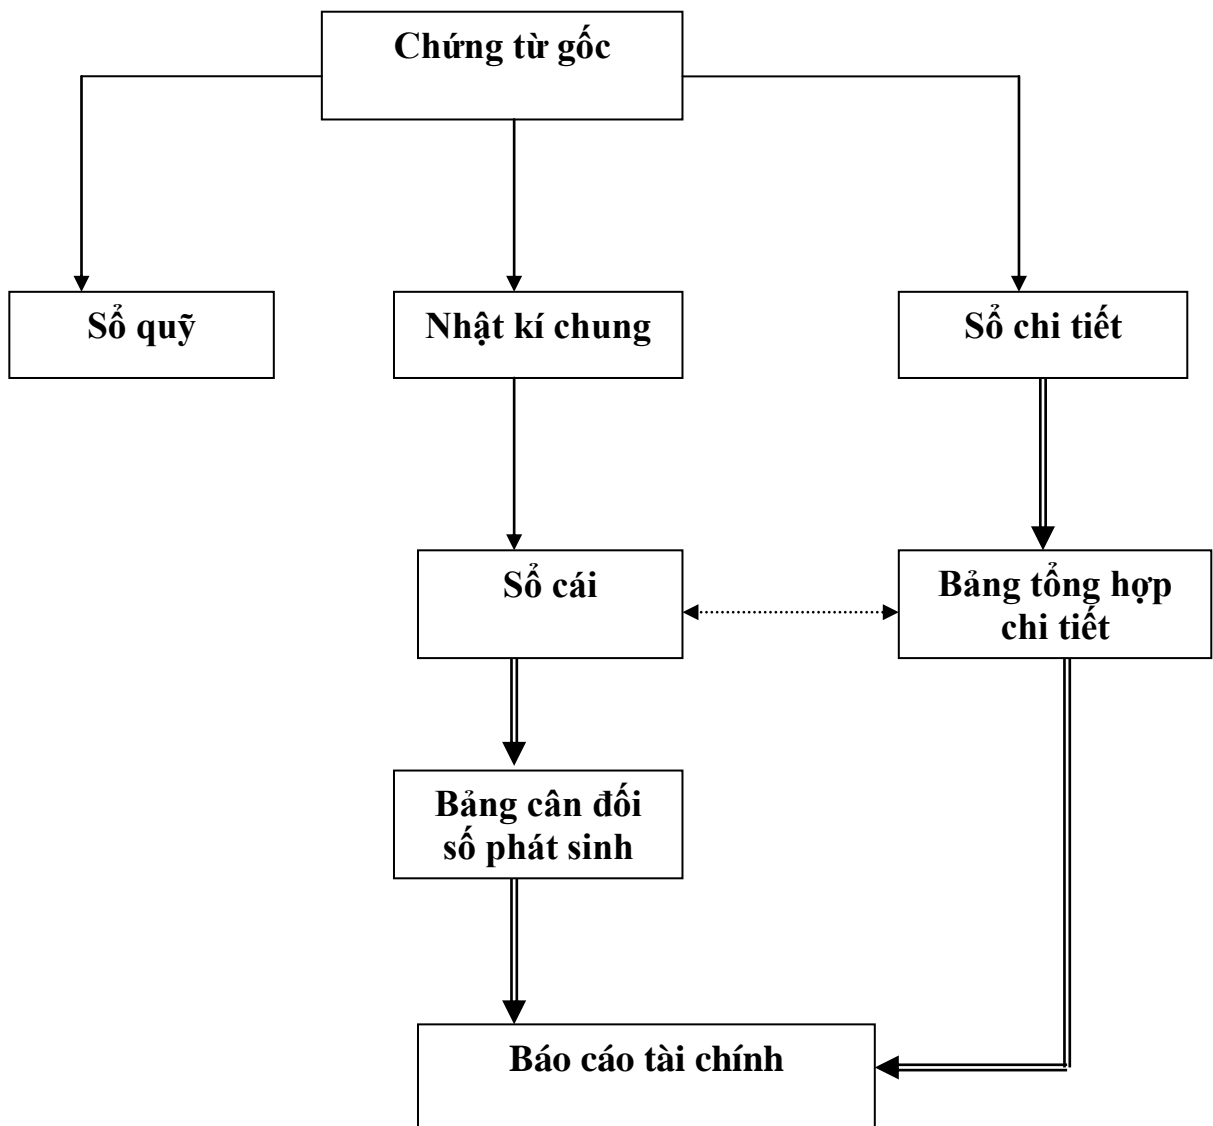 Chứng từ gốc
Sổ quỹ
Nhật kí chung
Sổ chi tiết
Sổ cái
Bảng tổng hợp
chi tiết
Bảng cân đối
số phát sinh
Báo cáo tài chính